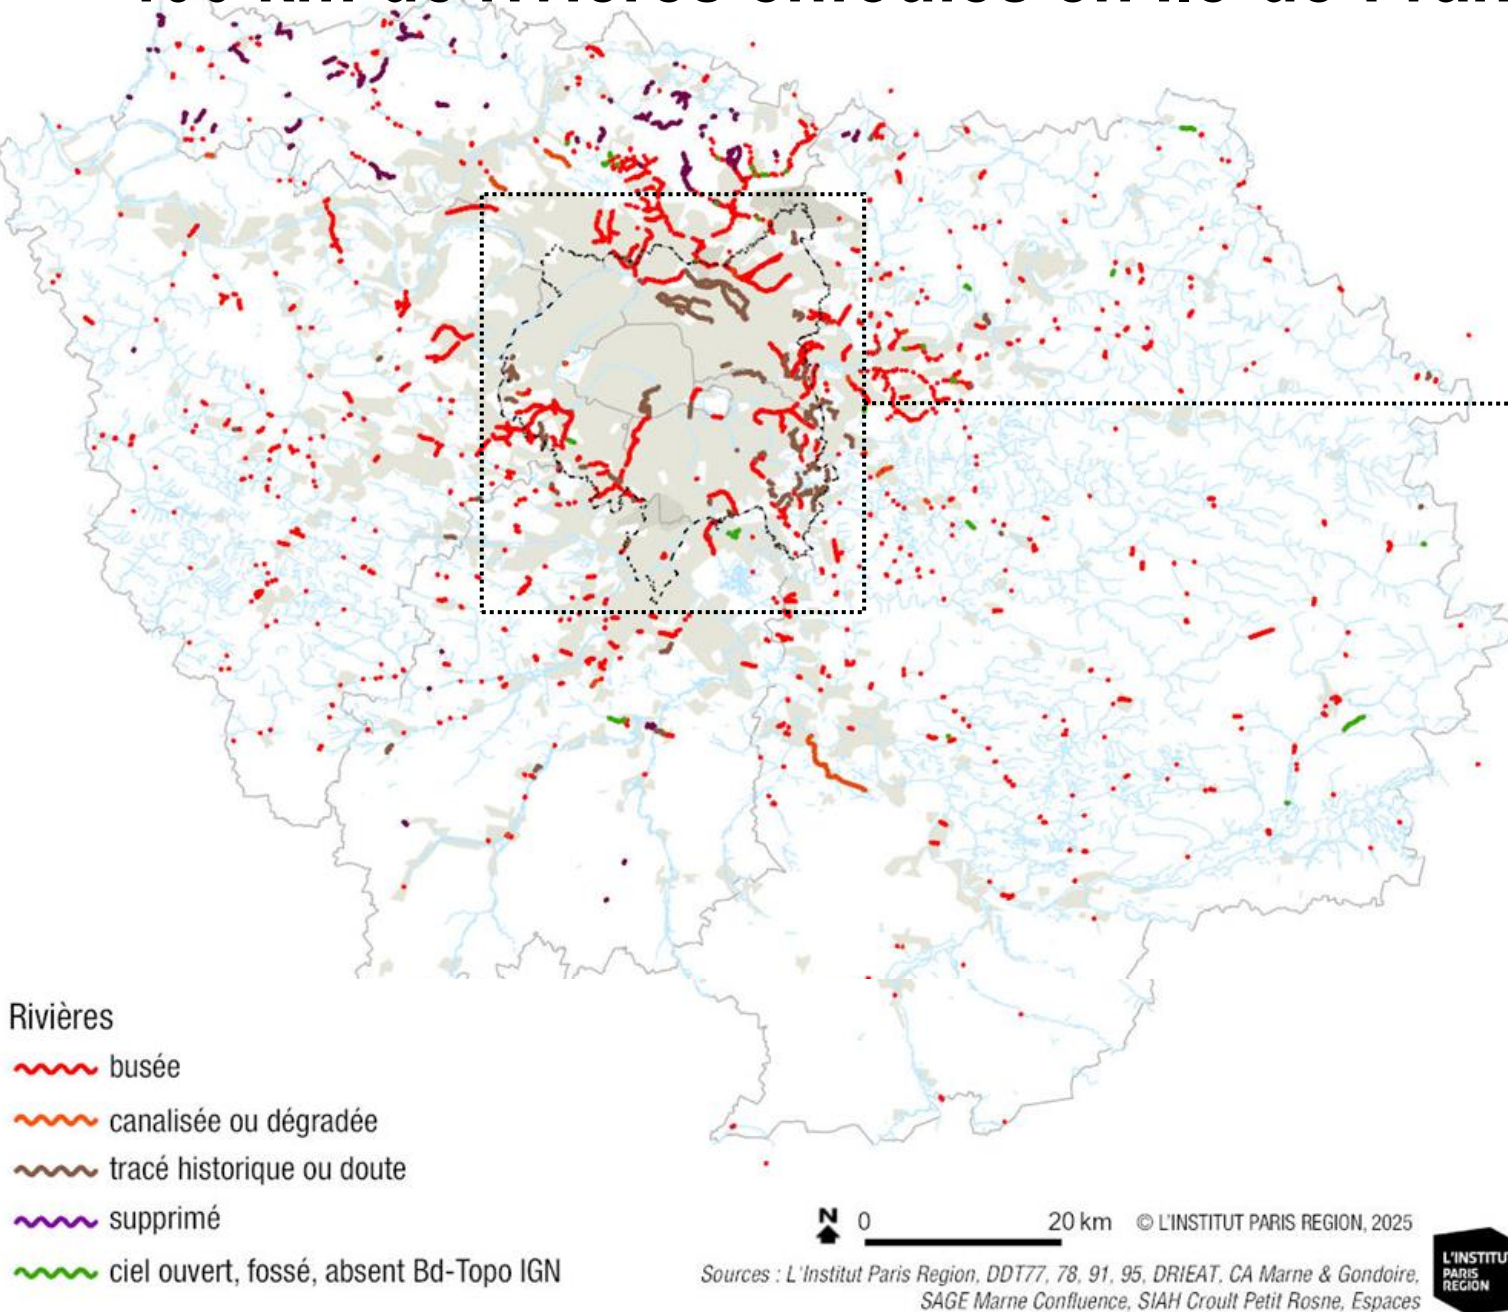 Rivières
busée
canalisée ou dégradée
tracé historique ou doute
supprimé
ciel ouvert, fossé, absent Bd-Topo IGN
N 0 20 km © L'INSTITUT PARIS REGION, 2025
Sources : L'Institut Paris Region, DDT77, 78, 91, 95, DRIEAT, CA Marne & Gondoire,
SAGE Marne Confluence, SIAH Croult Petit Rosne, Espaces
L'INSTITU
PARIS
REGION